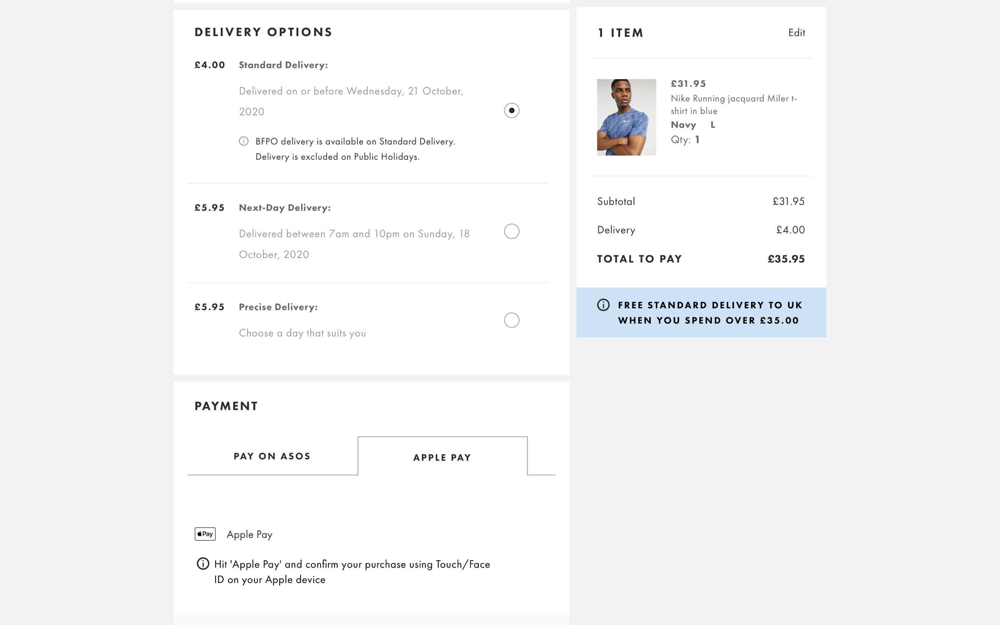 DELIVERY OPTIONS
£4.00 Standard Delivery:
Delivered on or before Wednesday, 21 October,
2020
BFPO delivery is available on Standard Delivery.
Delivery is excluded on Public Holidays.
£5.95 Next-Day Delivery:
Delivered between 7am and 10pm on Sunday, 18
October, 2020
£5.95 Precise Delivery:
Choose a day that suits you
PAYMENT
PAY ON ASOS
APPLE PAY
Pay Apple Pay
Hit 'Apple Pay' and confirm your purchase using Touch/Face
ID on your Apple device
1 ITEM
Edit
£31.95
Nike Running jacquard Miler t-
shirt in blue
Navy L
Qty: 1
Subtotal £31.95
Delivery £4.00
TOTAL TO PAY £35.95
FREE STANDARD DELIVERY TO UK
WHEN YOU SPEND OVER £35.00